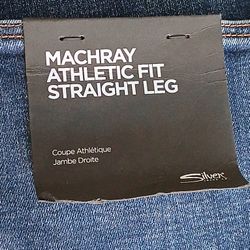 MACHRAY
ATHLETIC FIT
STRAIGHT LEG
Coupe Athlétique
Jambe Droite
Silver